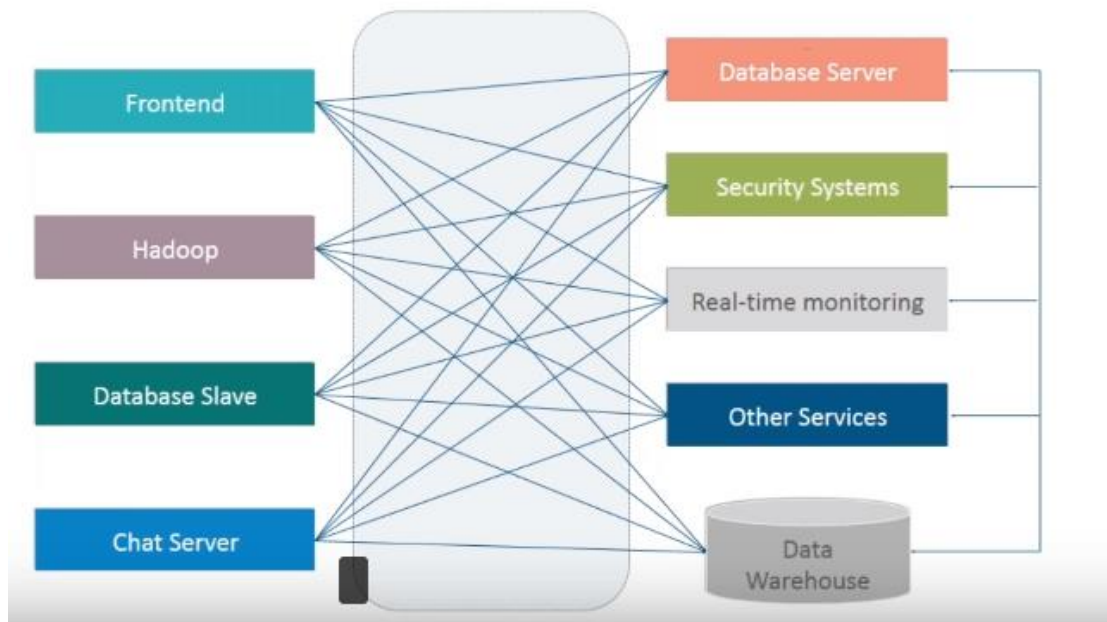 Frontend
Hadoop
Database Slave
Chat Server
Database Server
Security Systems
Real-time monitoring
Other Services
Data
Warehouse